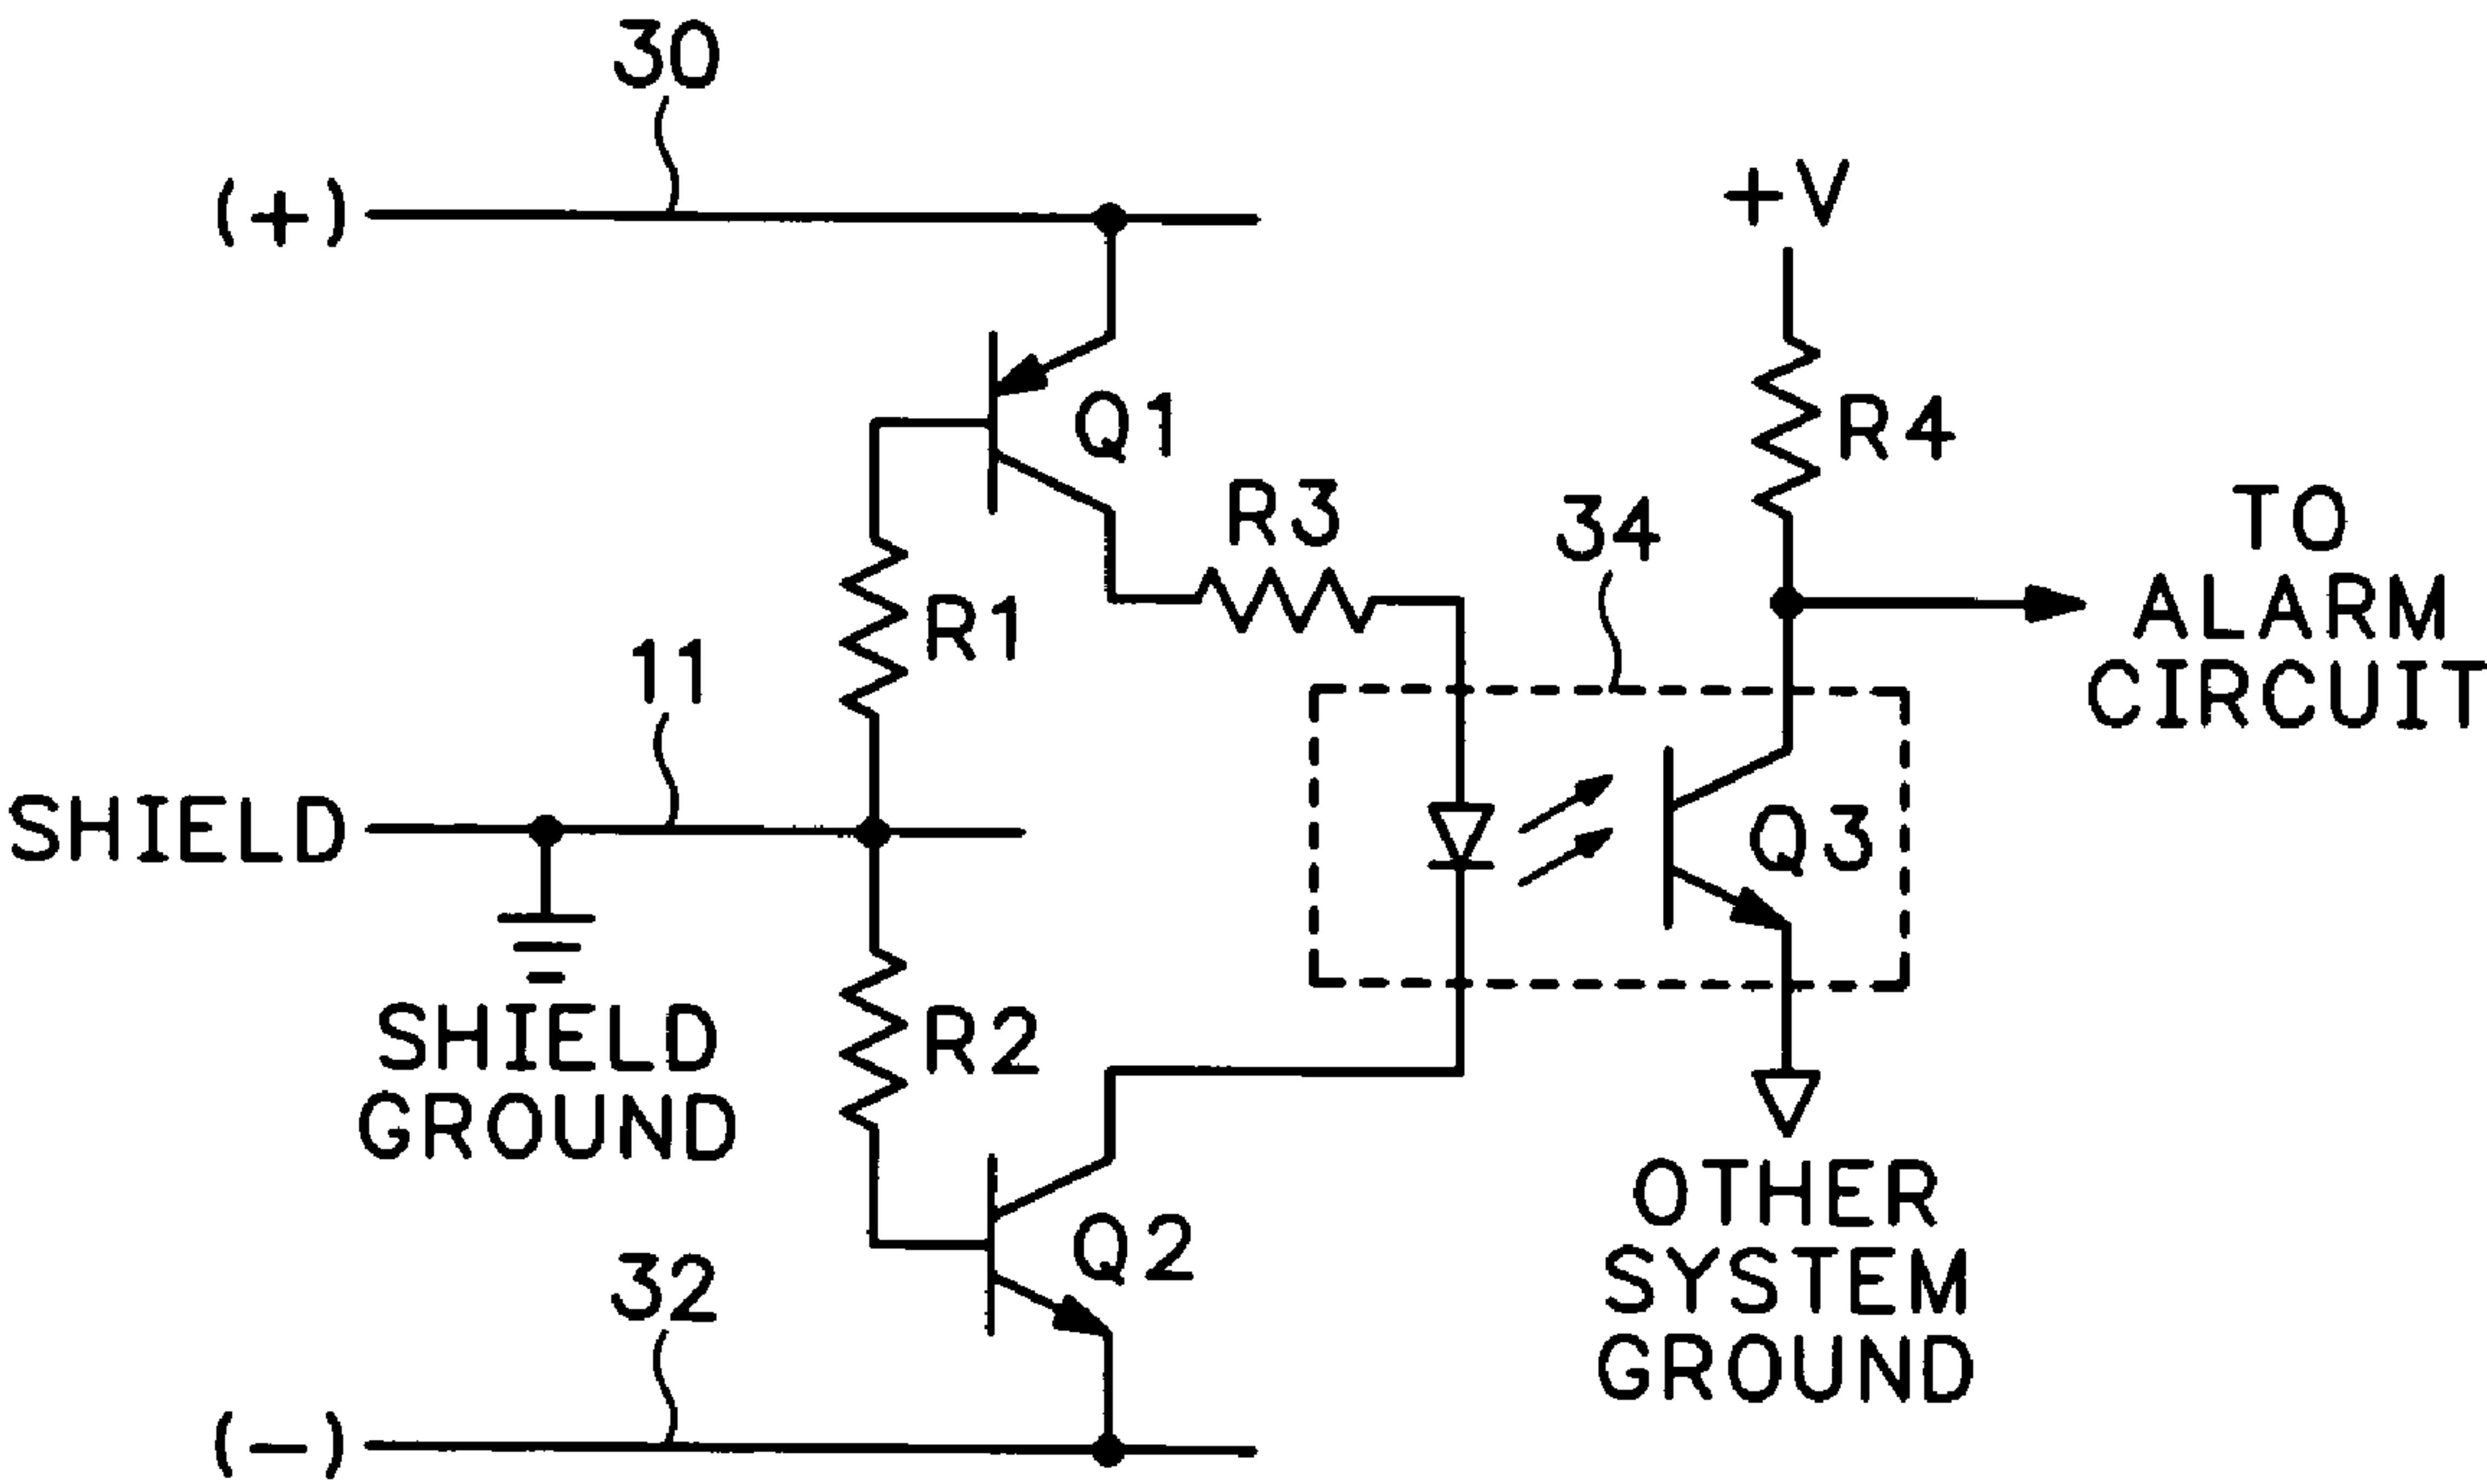 30
(+)
+V
Q1
R4
R3
34
TO
ALARM
CIRCUIT
R1
11
SHIELD
Q3
SHIELD
GROUND
R2
OTHER
SYSTEM
GROUND
Q2
32
(-)